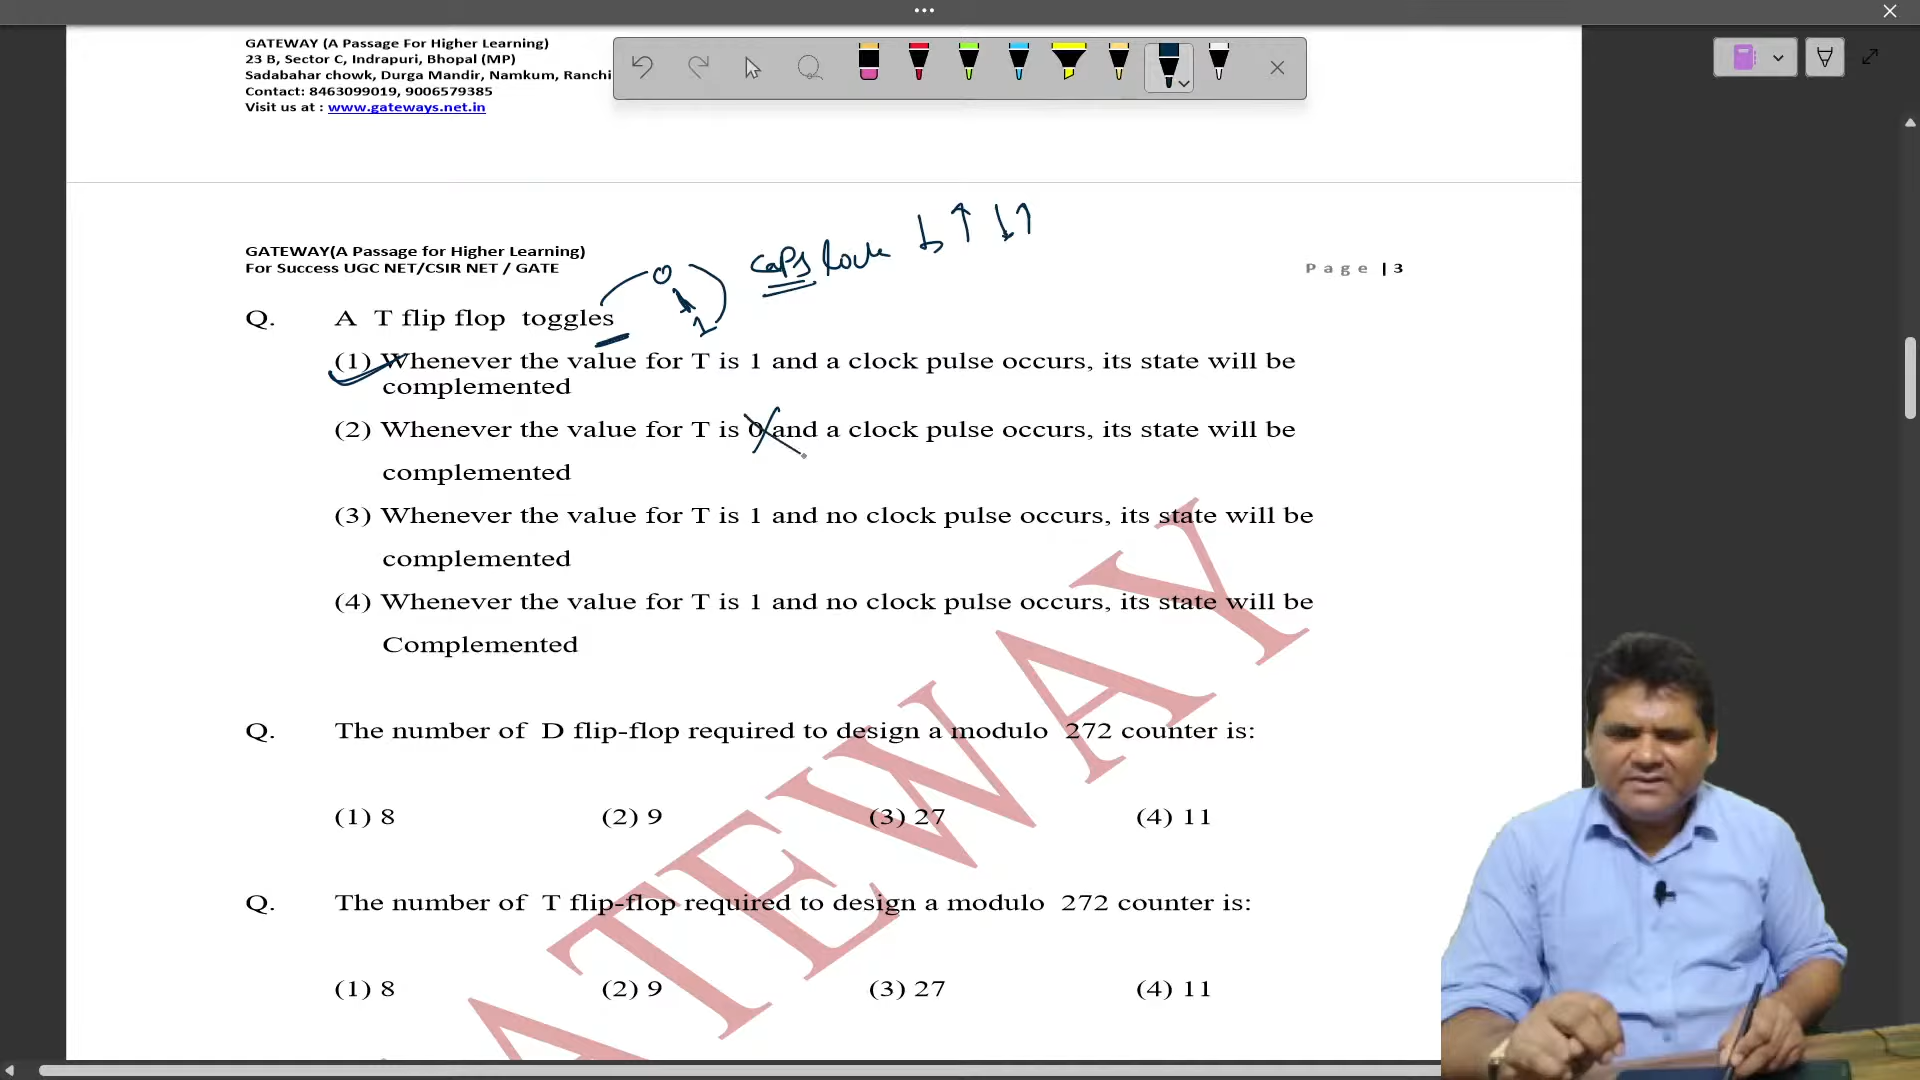 GATEWAY (A Passage For Higher Learning)
23 B, Sector C, Indrapuri, Bhopal (MP)
Sadabahar chowk, Durga Mandir, Namkum, Ranchi
Contact: 8463099019, 9006579385
Visit us at : www.gateways.net.in
GATEWAY(A Passage for Higher Learning)
For Success UGC NET/CSIR NET / GATE
Page | 3
caps lock
0
1
Q. A T flip flop toggles
(1) Whenever the value for T is 1 and a clock pulse occurs, its state will be
complemented
(2) Whenever the value for T is 0 and a clock pulse occurs, its state will be
complemented
(3) Whenever the value for T is 1 and no clock pulse occurs, its state will be
complemented
(4) Whenever the value for T is 1 and no clock pulse occurs, its state will be
Complemented
Q. The number of D flip-flop required to design a modulo 272 counter is:
(1) 8 (2) 9 (3) 27 (4) 11
Q. The number of T flip-flop required to design a modulo 272 counter is:
(1) 8 (2) 9 (3) 27 (4) 11
ATEWAY